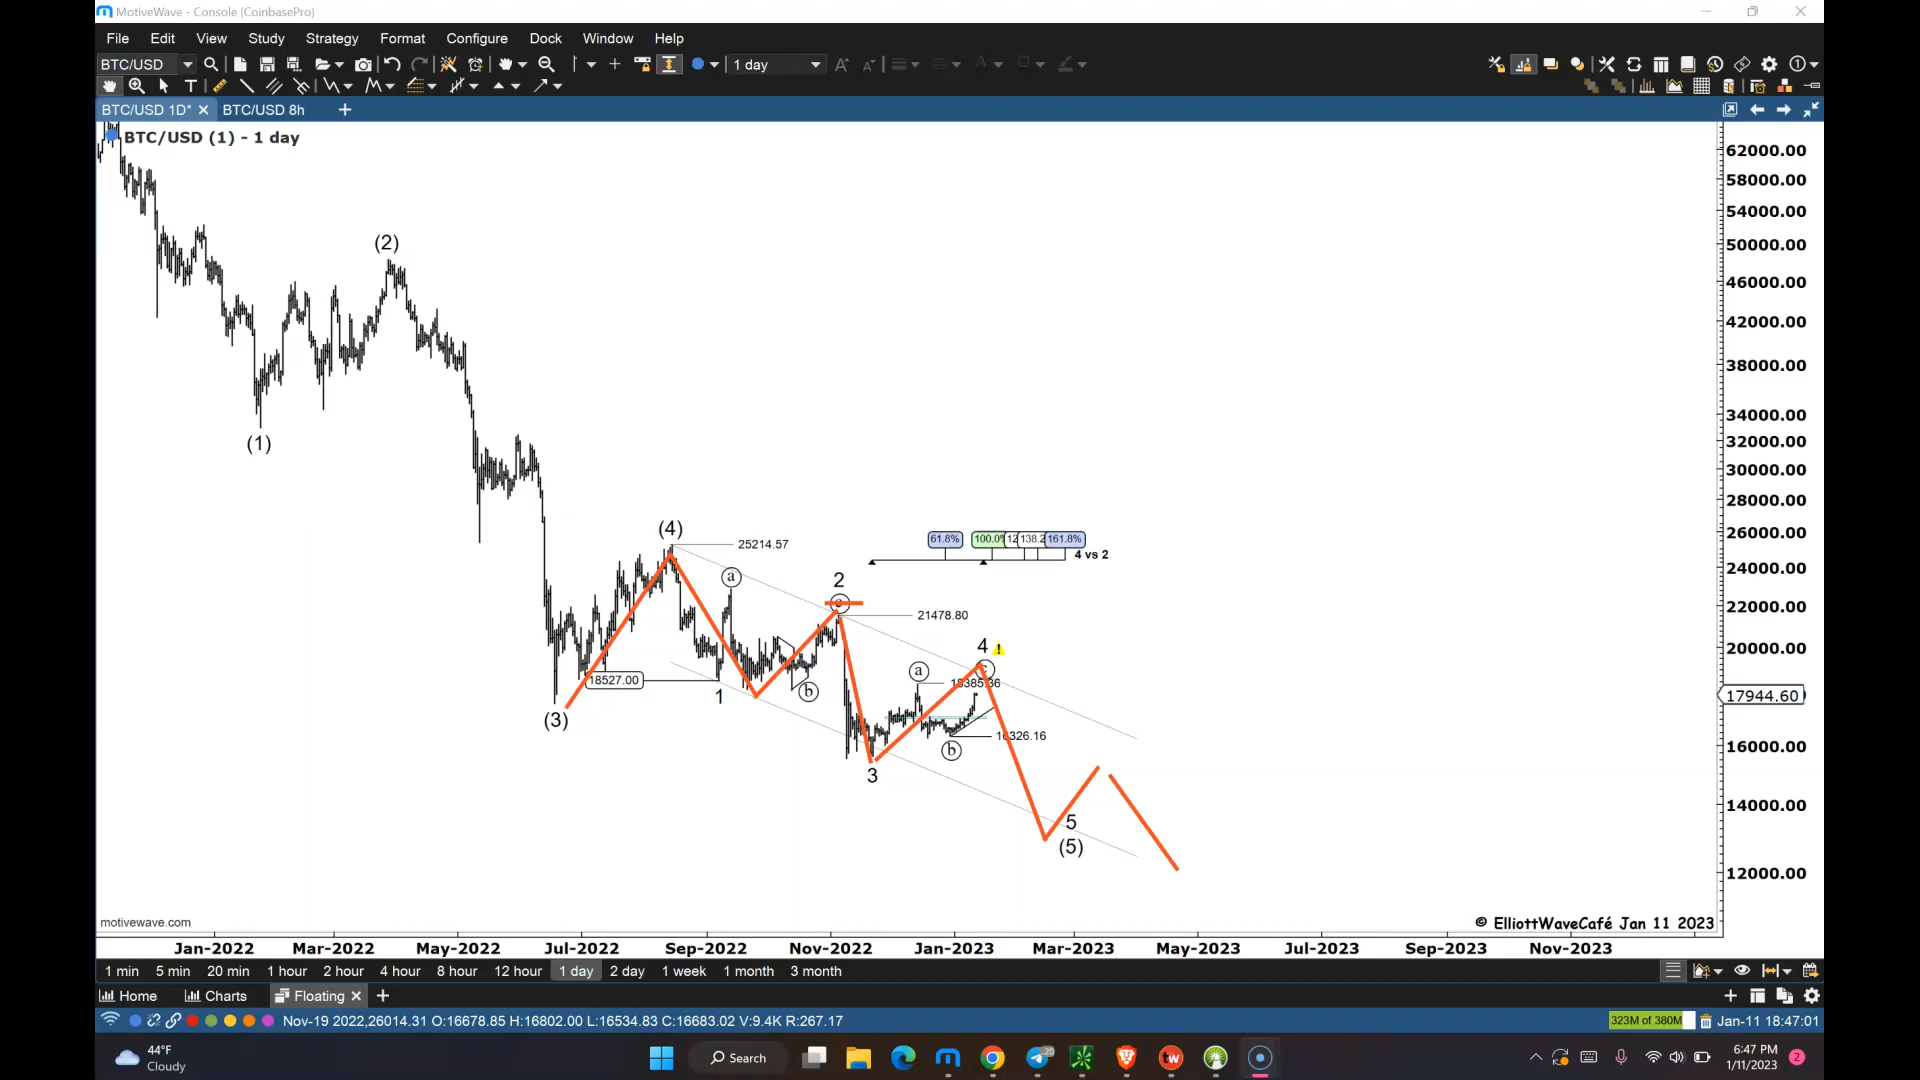 MotiveWave - Console (CoinbasePro)
File Edit View Study Strategy Format Configure Dock Window Help
BTC/USD 1 day
BTC/USD 1D* BTC/USD 8h
BTC/USD (1) - 1 day
62000.00
58000.00
54000.00
50000.00
46000.00
42000.00
38000.00
34000.00
32000.00
30000.00
28000.00
26000.00
24000.00
22000.00
20000.00
17944.60
16000.00
14000.00
12000.00
(2)
(1)
(4)
25214.57
61.8% 100.0% 138.2 161.8%
4 vs 2
a
2
21478.80
4 !
a c
18385.36
18527.00
1
b
(3)
16326.16
b
3
5
(5)
motivewave.com
© ElliottWaveCafé Jan 11 2023
Jan-2022 Mar-2022 May-2022 Jul-2022 Sep-2022 Nov-2022 Jan-2023 Mar-2023 May-2023 Jul-2023 Sep-2023 Nov-2023
1 min 5 min 20 min 1 hour 2 hour 4 hour 8 hour 12 hour 1 day 2 day 1 week 1 month 3 month
Home Charts Floating
Nov-19 2022,26014.31 O:16678.85 H:16802.00 L:16534.83 C:16683.02 V:9.4K R:267.17
323M of 380M Jan-11 18:47:01
44°F
Cloudy
Search
20
tw
6:47 PM
1/11/2023
2